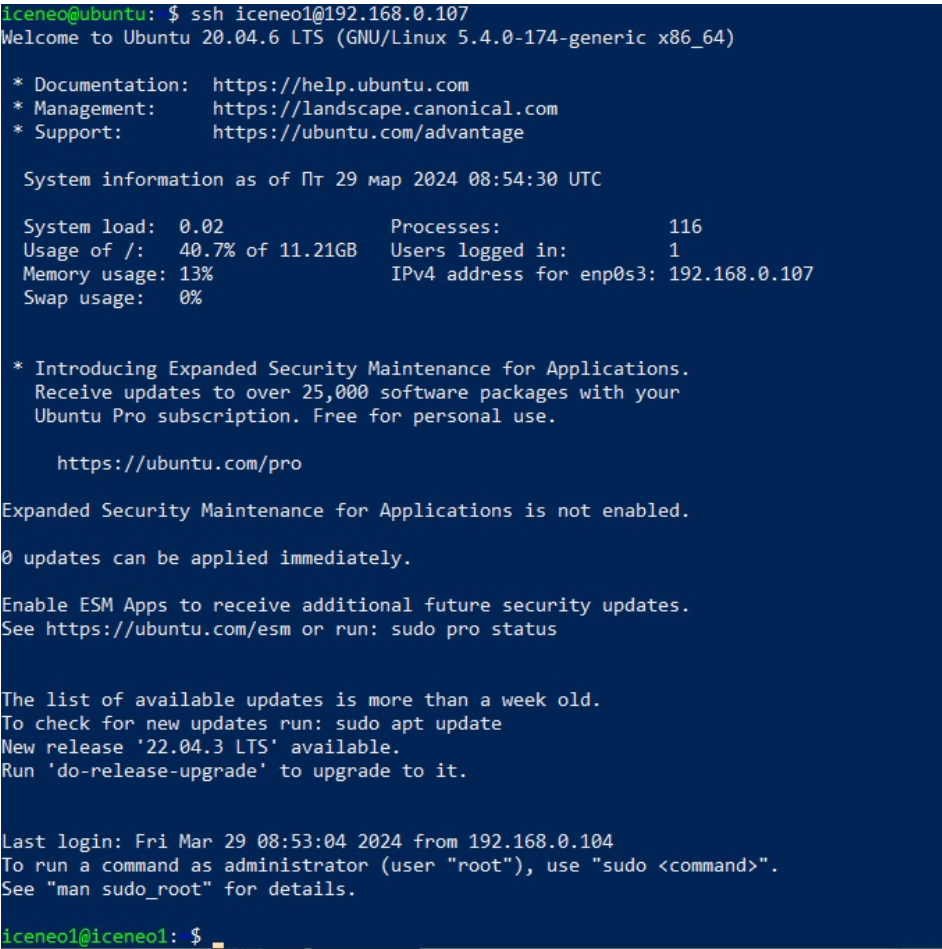 iceneo@ubuntu:~$ ssh iceneo1@192.168.0.107
Welcome to Ubuntu 20.04.6 LTS (GNU/Linux 5.4.0-174-generic x86_64)
* Documentation: https://help.ubuntu.com
* Management: https://landscape.canonical.com
* Support: https://ubuntu.com/advantage
System information as of Пт 29 мар 2024 08:54:30 UTC
System load: 0.02 Processes: 116
Usage of /: 40.7% of 11.21GB Users logged in: 1
Memory usage: 13% IPv4 address for enp0s3: 192.168.0.107
Swap usage: 0%
* Introducing Expanded Security Maintenance for Applications.
Receive updates to over 25,000 software packages with your
Ubuntu Pro subscription. Free for personal use.
https://ubuntu.com/pro
Expanded Security Maintenance for Applications is not enabled.
0 updates can be applied immediately.
Enable ESM Apps to receive additional future security updates.
See https://ubuntu.com/esm or run: sudo pro status
The list of available updates is more than a week old.
To check for new updates run: sudo apt update
New release '22.04.3 LTS' available.
Run 'do-release-upgrade' to upgrade to it.
Last login: Fri Mar 29 08:53:04 2024 from 192.168.0.104
To run a command as administrator (user "root"), use "sudo <command>".
See "man sudo_root" for details.
iceneo1@iceneo1:~$